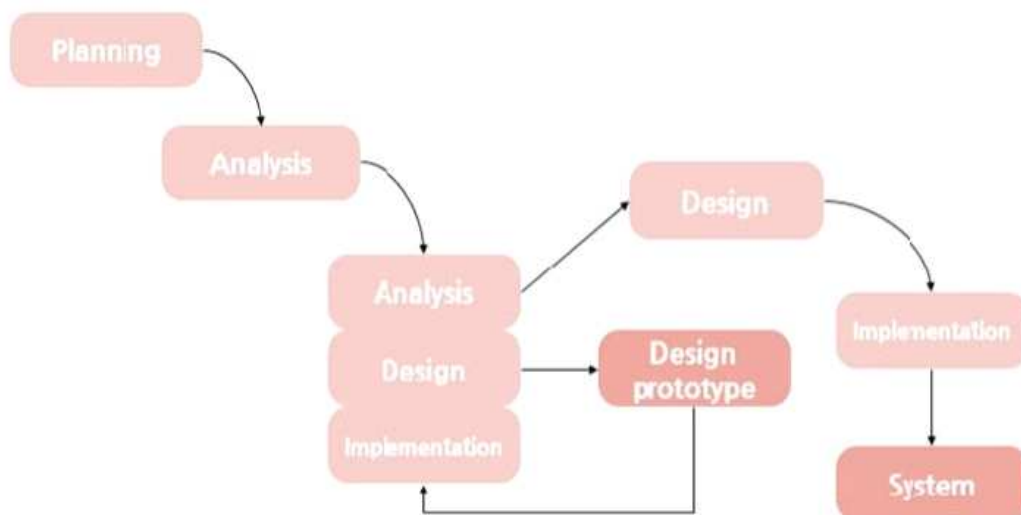 Planning
Analysis
Design
Analysis
Implementation
Design
Design
prototype
Implementation
System